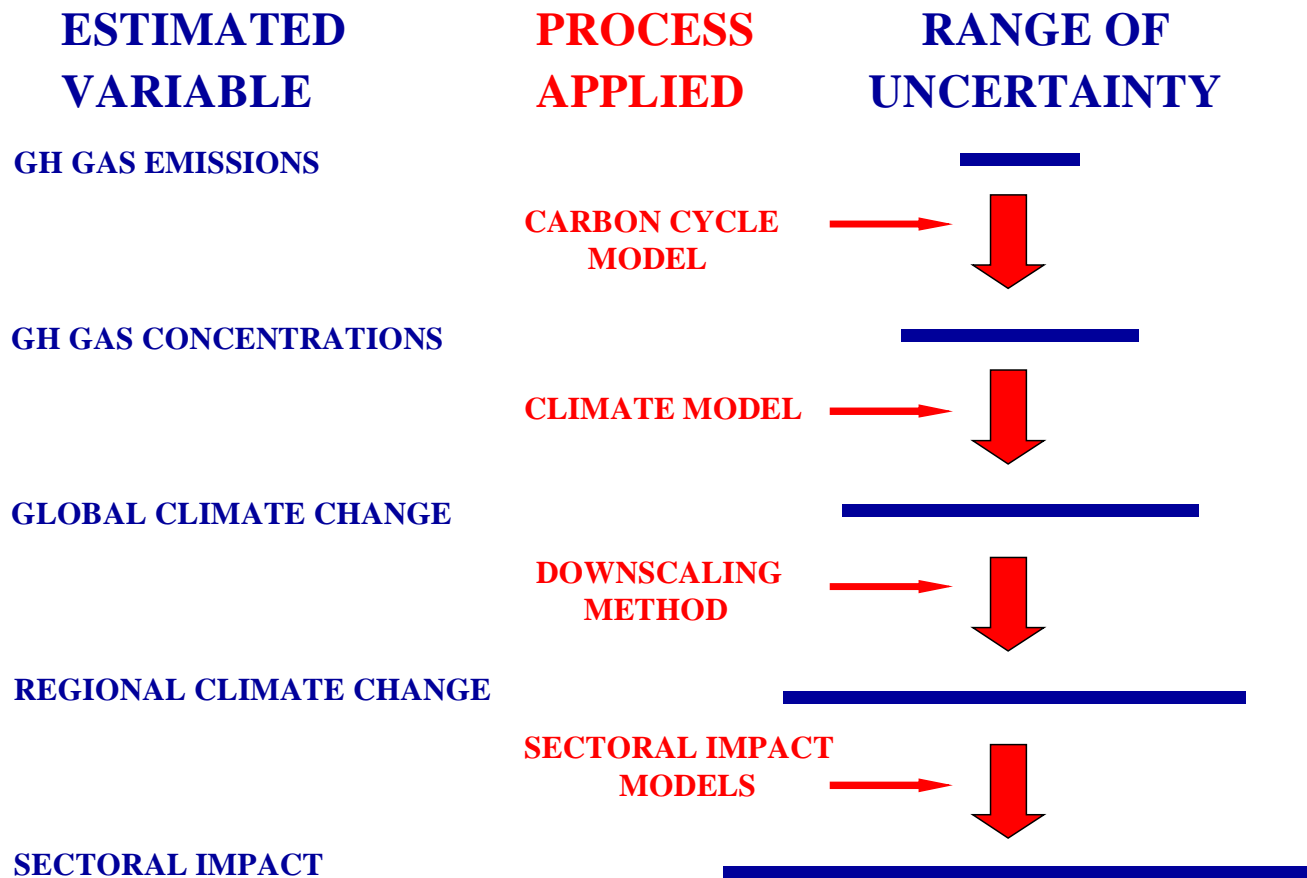 ESTIMATED
VARIABLE
PROCESS
APPLIED
RANGE OF
UNCERTAINTY
GH GAS EMISSIONS
CARBON CYCLE
MODEL
GH GAS CONCENTRATIONS
CLIMATE MODEL
GLOBAL CLIMATE CHANGE
DOWNSCALING
METHOD
REGIONAL CLIMATE CHANGE
SECTORAL IMPACT
MODELS
SECTORAL IMPACT